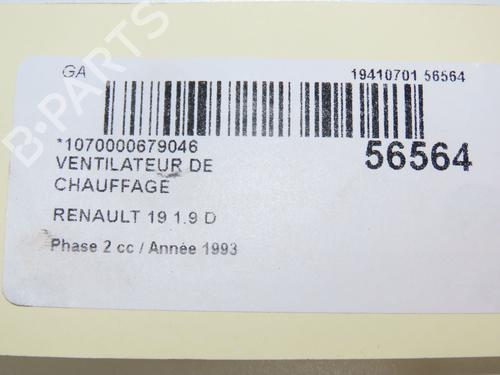 GA
19410701 56564
*1070000679046
56564
VENTILATEUR DE
CHAUFFAGE
RENAULT 19 1.9 D
Phase 2 cc / Année 1993
B-PARTS